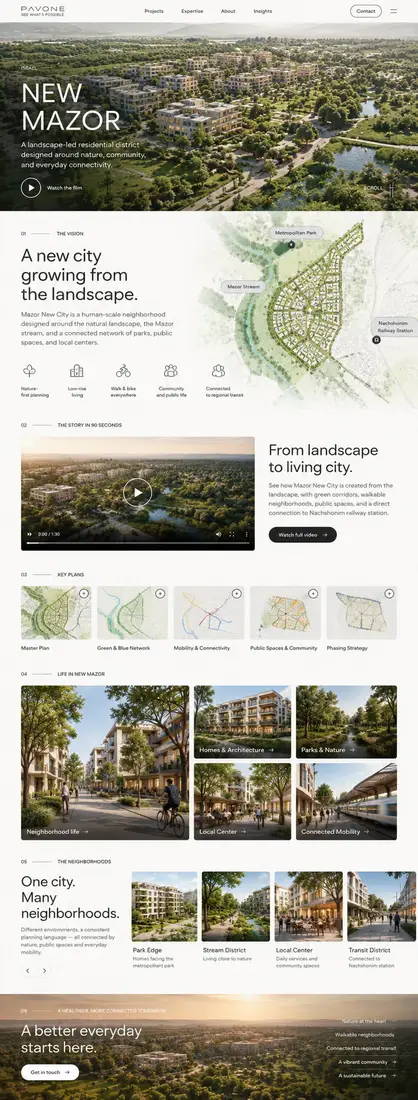 PAVONE
SEE WHAT'S POSSIBLE
Projects
Expertise
About
Insights
Contact
ISRAEL
NEW
MAZOR
A landscape-led residential district
designed around nature, community,
and everyday connectivity.
Watch the film
SCROLL
01
THE VISION
A new city
growing from
the landscape.
Mazor New City is a human-scale neighborhood
designed around the natural landscape, the Mazor
stream, and a connected network of parks, public
spaces, and local centers.
Nature-
first planning
Low-rise
living
Walk & bike
everywhere
Community
and public life
Connected
to regional transit
Metropolitan Park
Mazor Stream
Nachshonim
Railway Station
02
THE STORY IN 90 SECONDS
0:00 / 1:30
From landscape
to living city.
See how Mazor New City is created from the
landscape, with green corridors, walkable
neighborhoods, public spaces, and a direct
connection to Nachshonim railway station.
Watch full video →
03
KEY PLANS
Master Plan
Green & Blue Network
Mobility & Connectivity
Public Spaces & Community
Phasing Strategy
04
LIFE IN NEW MAZOR
Neighborhood life →
Homes & Architecture →
Parks & Nature →
Local Center →
Connected Mobility →
05
THE NEIGHBORHOODS
One city.
Many
neighborhoods.
Different environments, a consistent
planning language — all connected by
nature, public spaces and everyday
mobility.
Park Edge
Homes facing the
metropolitan park
Stream District
Living close to nature
Local Center
Daily services and
community spaces
Transit District
Connected to
Nachshonim station
A HEALTHIER, MORE CONNECTED TOMORROW
A better everyday
starts here.
Get in touch →
Nature at the heart
Walkable neighborhoods
Connected to regional transit
A vibrant community →
A sustainable future →